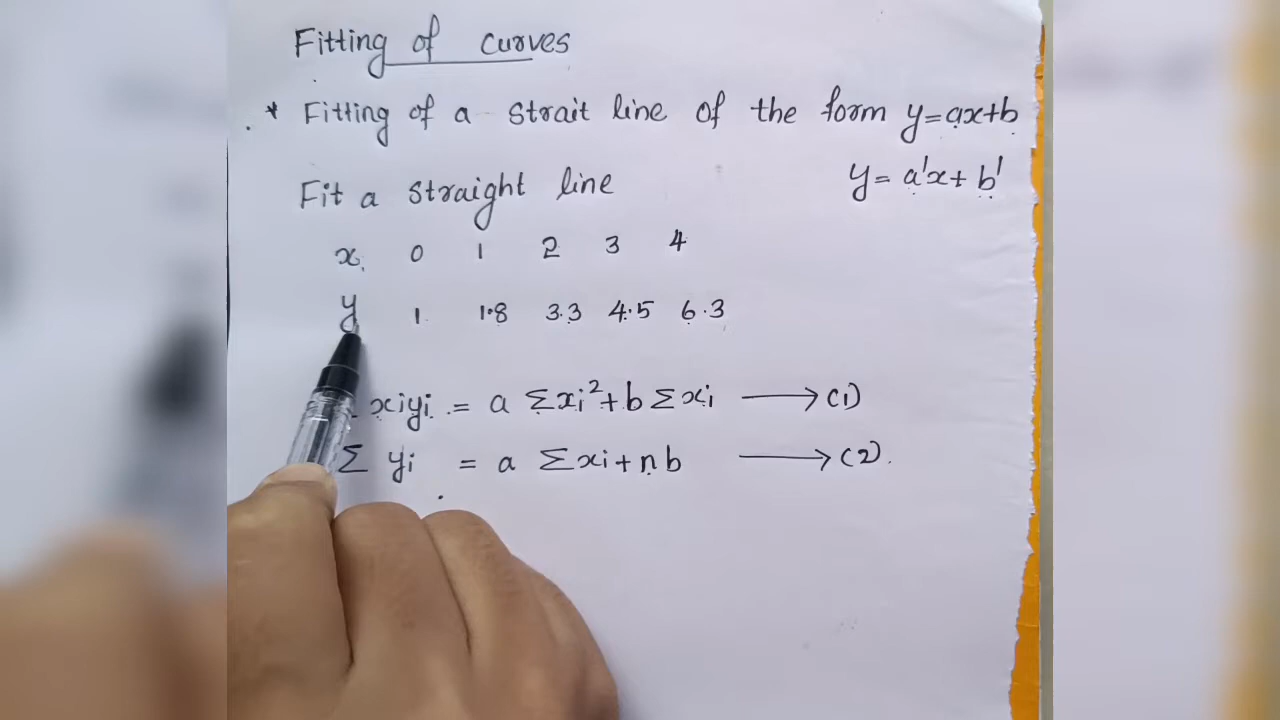 Fitting of curves
* Fitting of a strait line of the form y=ax+b
Fit a straight line y= a'x+ b'
x 0 1 2 3 4
y 1 1.8 3.3 4.5 6.3
xiyi = a Σxi²+b Σxi ⟶ (1)
Σ yi = a Σxi+nb ⟶ (2)